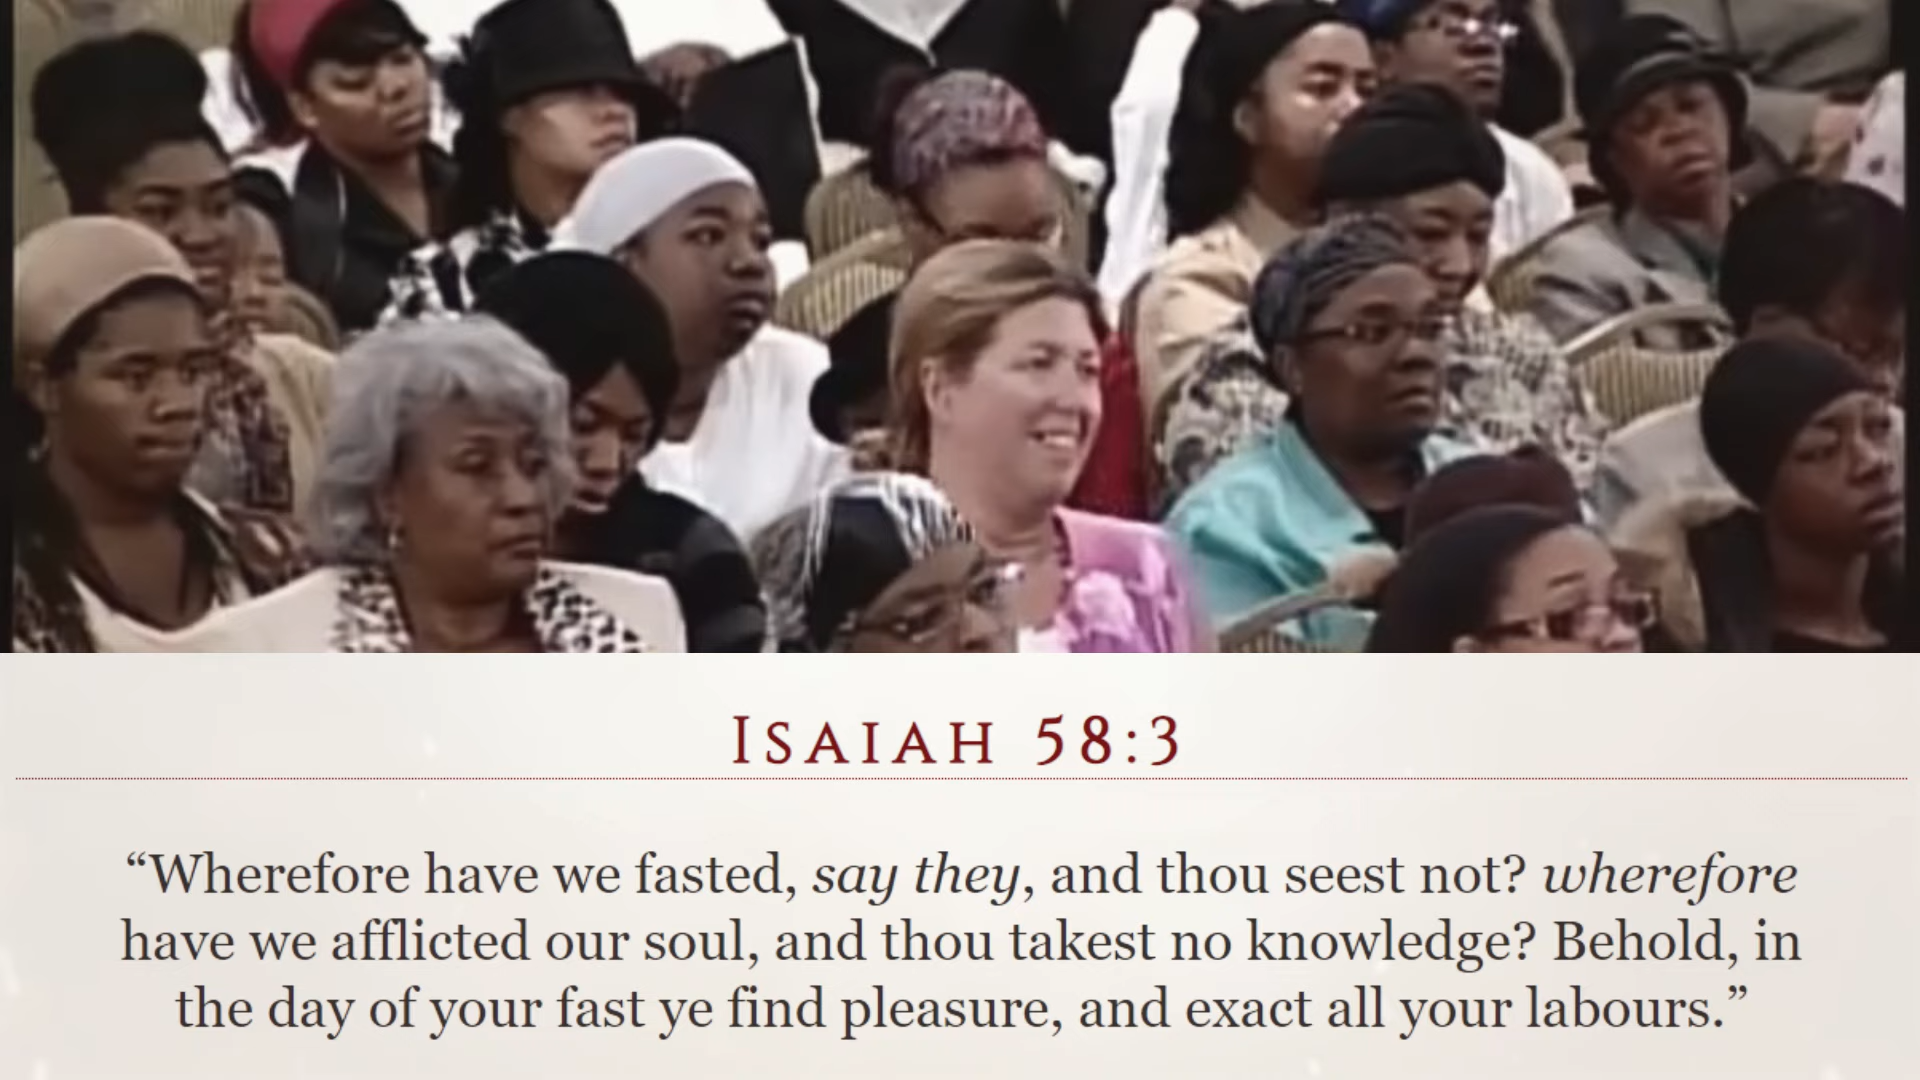 Isaiah 58:3
“Wherefore have we fasted, say they, and thou seest not? wherefore
have we afflicted our soul, and thou takest no knowledge? Behold, in
the day of your fast ye find pleasure, and exact all your labours.”